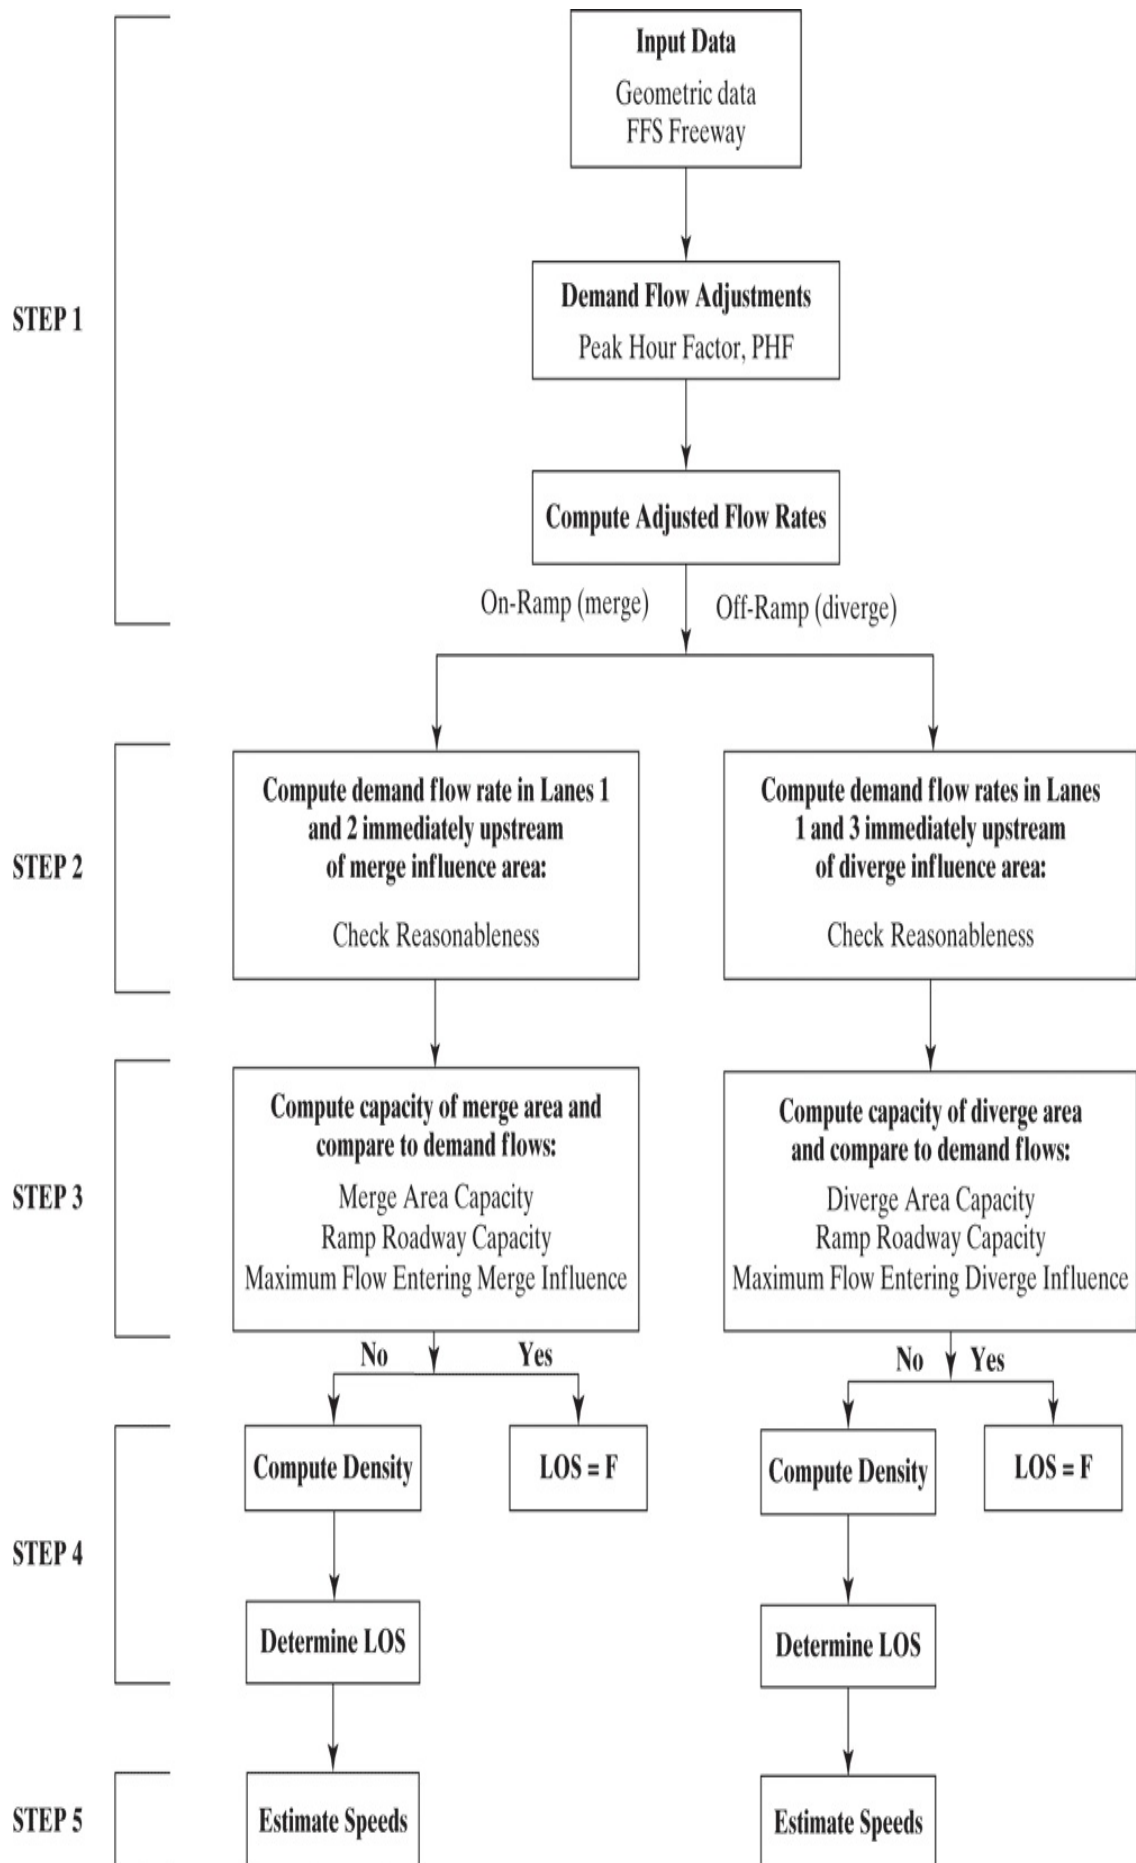 Input Data
Geometric data
FFS Freeway
STEP 1
Demand Flow Adjustments
Peak Hour Factor, PHF
Compute Adjusted Flow Rates
On-Ramp (merge)
Off-Ramp (diverge)
STEP 2
Compute demand flow rate in Lanes 1
and 2 immediately upstream
of merge influence area:
Check Reasonableness
Compute demand flow rates in Lanes
1 and 3 immediately upstream
of diverge influence area:
Check Reasonableness
STEP 3
Compute capacity of merge area and
compare to demand flows:
Merge Area Capacity
Ramp Roadway Capacity
Maximum Flow Entering Merge Influence
Compute capacity of diverge area
and compare to demand flows:
Diverge Area Capacity
Ramp Roadway Capacity
Maximum Flow Entering Diverge Influence
No
Yes
No
Yes
STEP 4
Compute Density
LOS = F
Compute Density
LOS = F
Determine LOS
Determine LOS
STEP 5
Estimate Speeds
Estimate Speeds